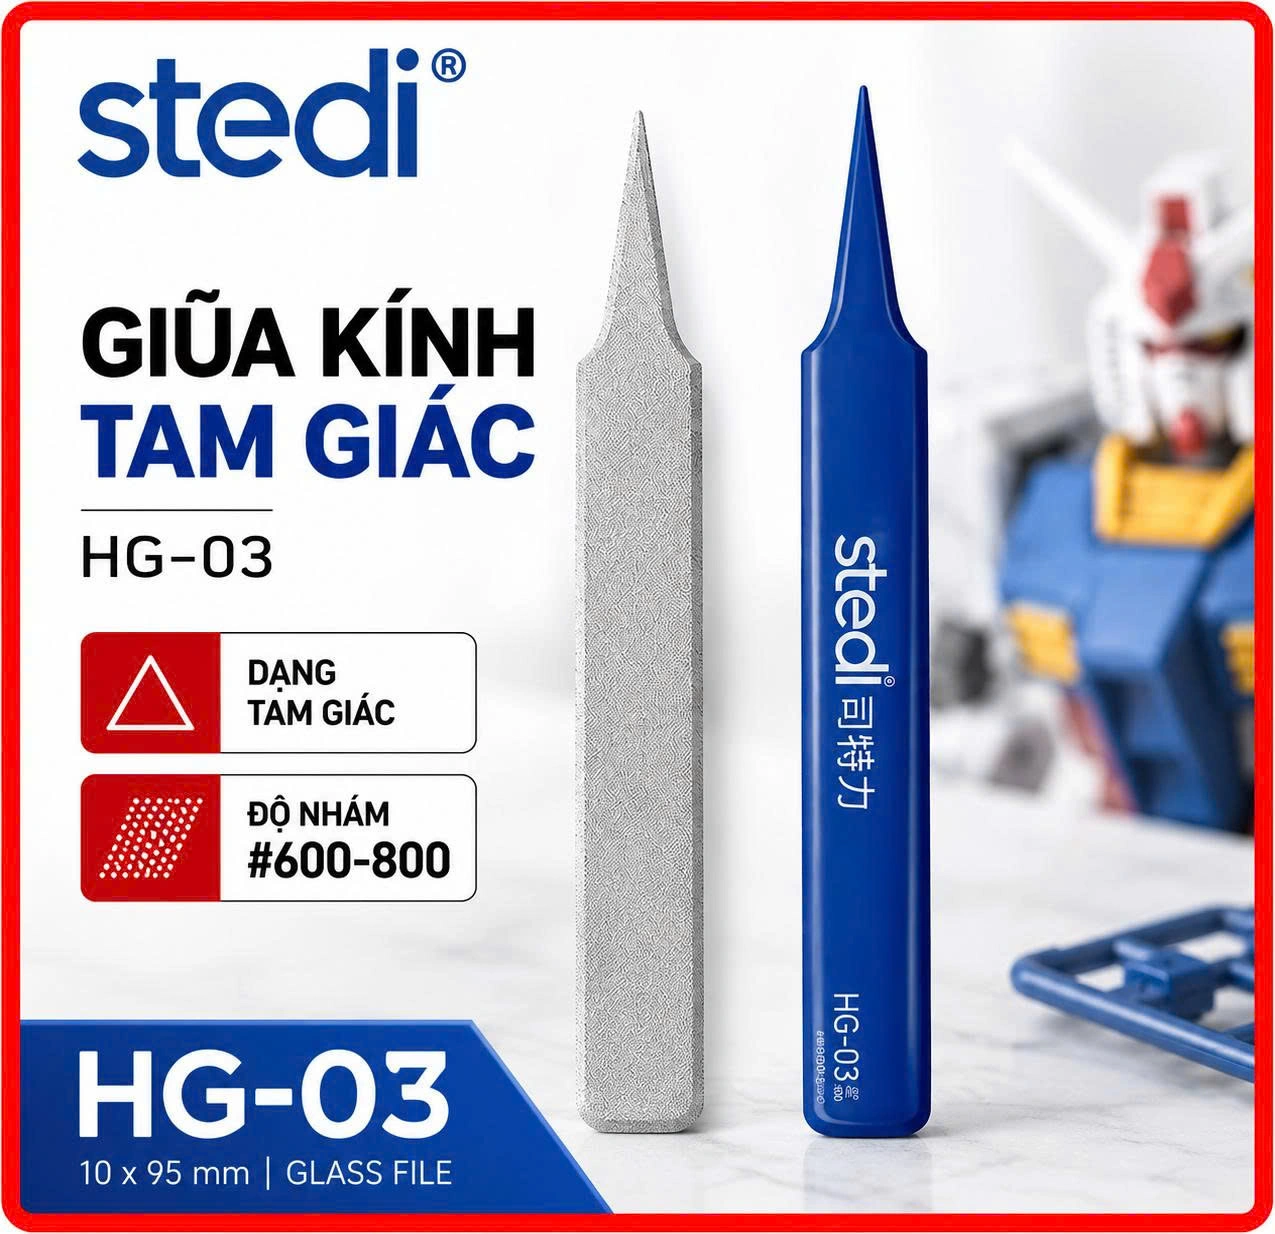 stedi®
GIŨA KÍNH
TAM GIÁC
HG-03
DẠNG
TAM GIÁC
ĐỘ NHÁM
#600-800
HG-03
10 x 95 mm | GLASS FILE
stedi
司特力
HG-03